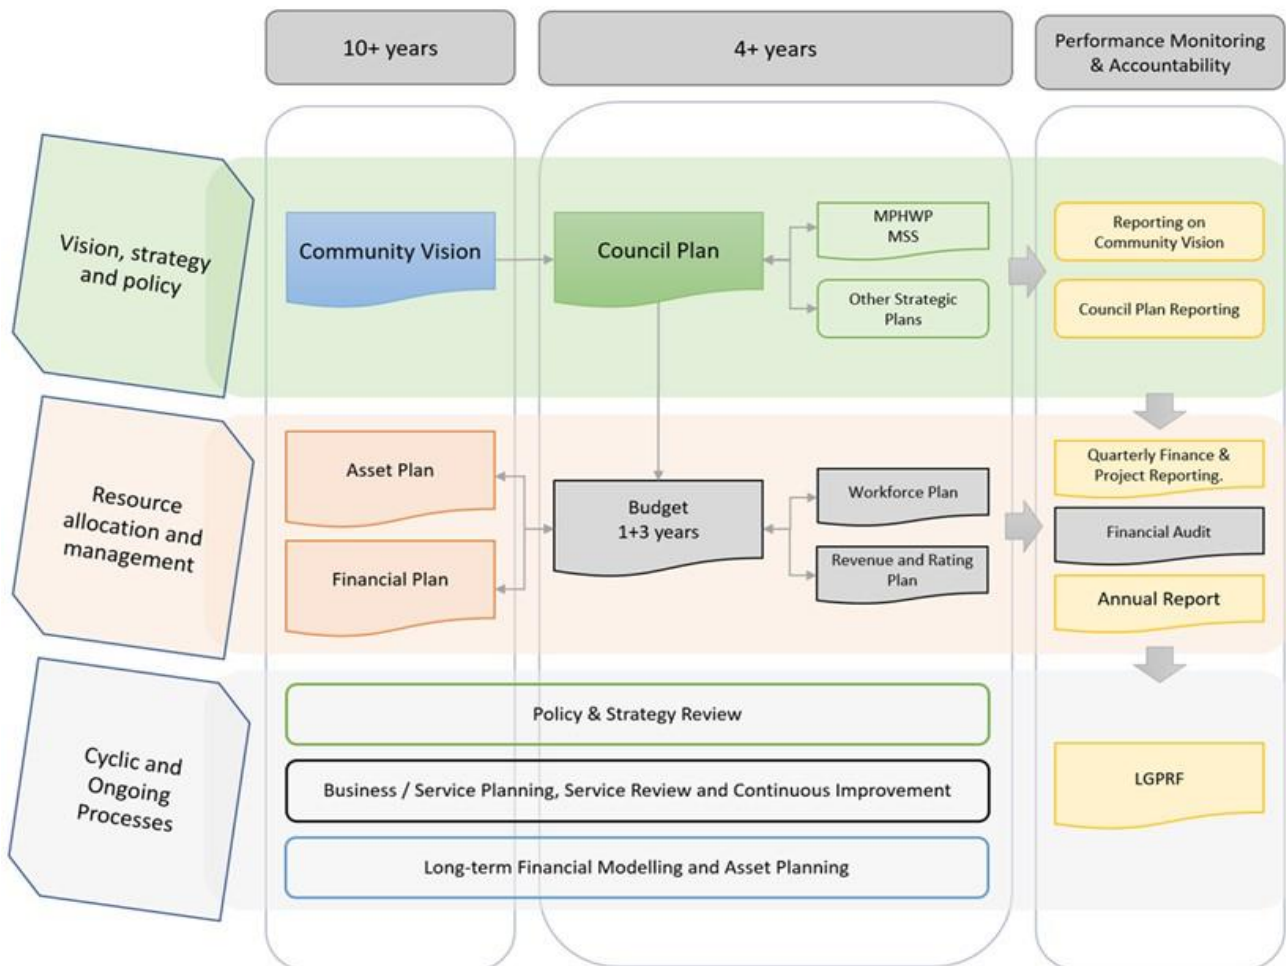 10+ years
4+ years
Performance Monitoring
& Accountability
Vision, strategy
and policy
Community Vision
Council Plan
MPHWP
MSS
Other Strategic
Plans
Reporting on
Community Vision
Council Plan Reporting
Resource
allocation and
management
Asset Plan
Financial Plan
Budget
1+3 years
Workforce Plan
Revenue and Rating
Plan
Quarterly Finance &
Project Reporting.
Financial Audit
Annual Report
Cyclic and
Ongoing
Processes
Policy & Strategy Review
Business / Service Planning, Service Review and Continuous Improvement
Long-term Financial Modelling and Asset Planning
LGPRF